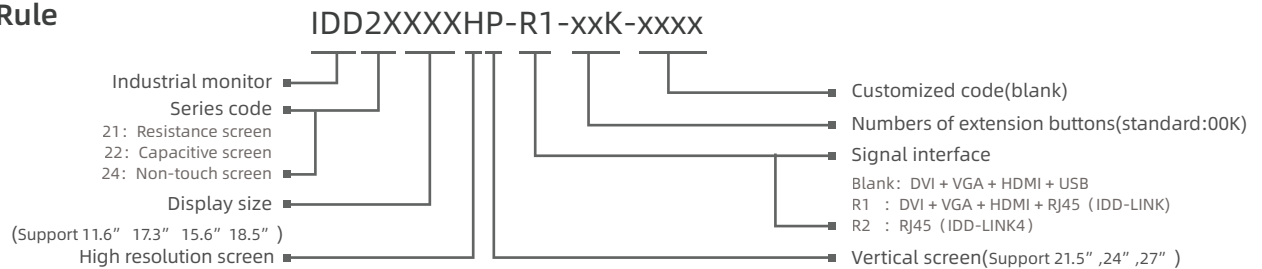 Rule
IDD2XXXXHP-R1-xxK-xxxx
Industrial monitor
Series code
21: Resistance screen
22: Capacitive screen
24: Non-touch screen
Display size
(Support 11.6” 17.3” 15.6” 18.5” )
High resolution screen
Customized code(blank)
Numbers of extension buttons(standard:00K)
Signal interface
Blank: DVI + VGA + HDMI + USB
R1 : DVI + VGA + HDMI + RJ45 (IDD-LINK)
R2 : RJ45 (IDD-LINK4)
Vertical screen(Support 21.5” ,24” ,27” )